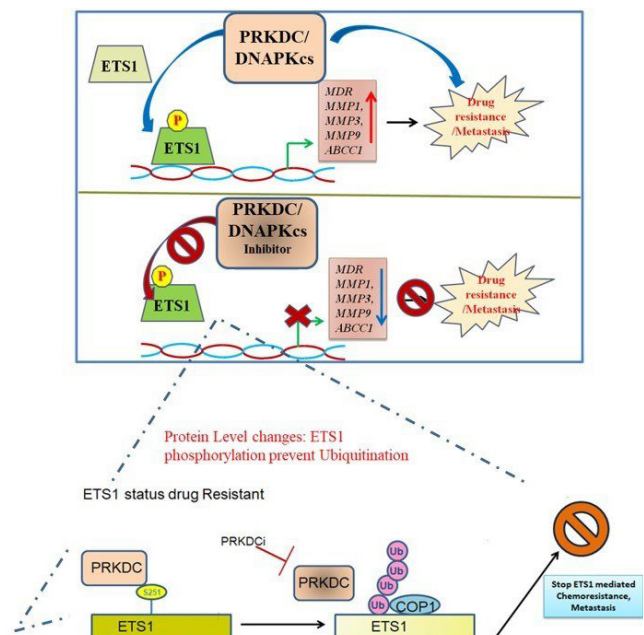 PRKDC/
DNAPKcs
ETS1
P
ETS1
MDR
MMP1,
MMP3,
MMP9
ABCC1
Drug
resistance
/Metastasis
PRKDC/
DNAPKcs
Inhibitor
P
ETS1
MDR
MMP1,
MMP3,
MMP9
ABCC1
Drug
resistance
/Metastasis
Protein Level changes: ETS1
phosphorylation prevent Ubiquitination
ETS1 status drug Resistant
PRKDCi
PRKDC
S251
ETS1
PRKDC
Ub
Ub
Ub
Ub
COP1
ETS1
Stop ETS1 mediated
Chemoresistance,
Metastasis